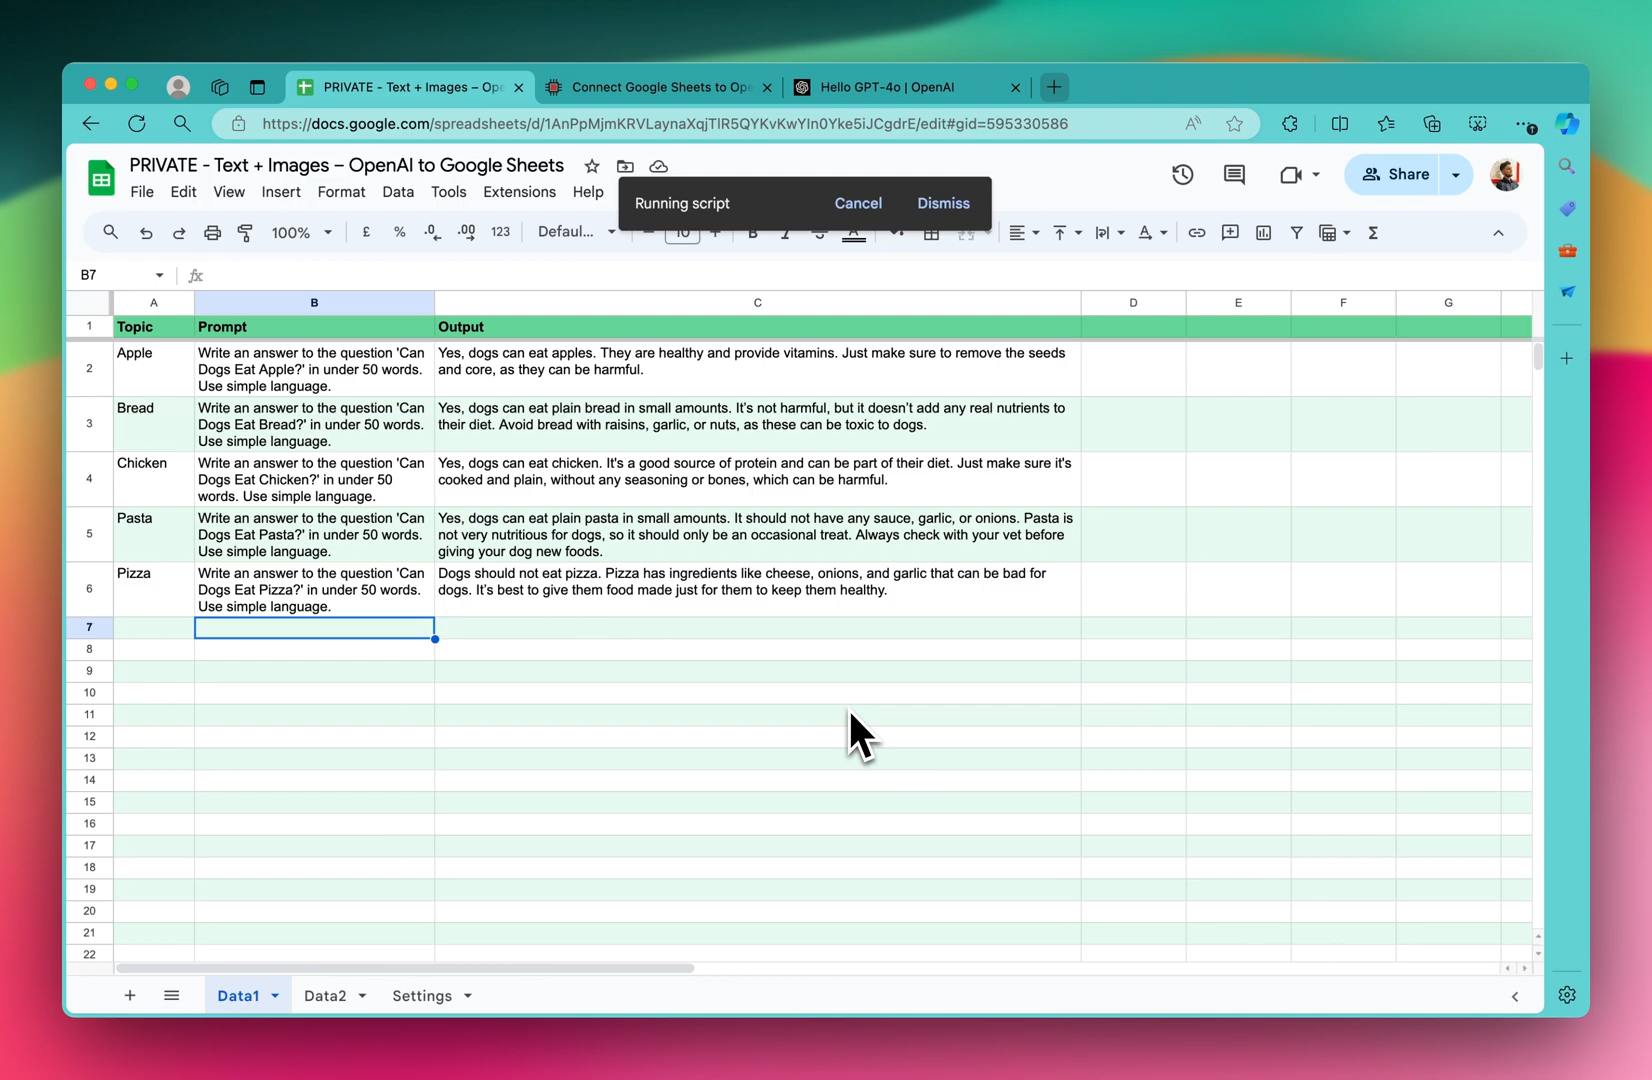 PRIVATE - Text + Images – Ope
Connect Google Sheets to Ope
Hello GPT-4o | OpenAI
https://docs.google.com/spreadsheets/d/1AnPpMjmKRVLaynaXqjTlR5QYKvKwYln0Yke5iJCgdrE/edit#gid=595330586
PRIVATE - Text + Images – OpenAI to Google Sheets
File Edit View Insert Format Data Tools Extensions Help
Share
Running script Cancel Dismiss
100% £ % .0 .00 123 Defaul... 10
B7 fx
A B C D E F G
1 Topic Prompt Output
2 Apple
Write an answer to the question 'Can
Dogs Eat Apple?' in under 50 words.
Use simple language.
Yes, dogs can eat apples. They are healthy and provide vitamins. Just make sure to remove the seeds
and core, as they can be harmful.
3 Bread
Write an answer to the question 'Can
Dogs Eat Bread?' in under 50 words.
Use simple language.
Yes, dogs can eat plain bread in small amounts. It's not harmful, but it doesn't add any real nutrients to
their diet. Avoid bread with raisins, garlic, or nuts, as these can be toxic to dogs.
4 Chicken
Write an answer to the question 'Can
Dogs Eat Chicken?' in under 50
words. Use simple language.
Yes, dogs can eat chicken. It's a good source of protein and can be part of their diet. Just make sure it's
cooked and plain, without any seasoning or bones, which can be harmful.
5 Pasta
Write an answer to the question 'Can
Dogs Eat Pasta?' in under 50 words.
Use simple language.
Yes, dogs can eat plain pasta in small amounts. It should not have any sauce, garlic, or onions. Pasta is
not very nutritious for dogs, so it should only be an occasional treat. Always check with your vet before
giving your dog new foods.
6 Pizza
Write an answer to the question 'Can
Dogs Eat Pizza?' in under 50 words.
Use simple language.
Dogs should not eat pizza. Pizza has ingredients like cheese, onions, and garlic that can be bad for
dogs. It's best to give them food made just for them to keep them healthy.
7
8
9
10
11
12
13
14
15
16
17
18
19
20
21
22
Data1 Data2 Settings